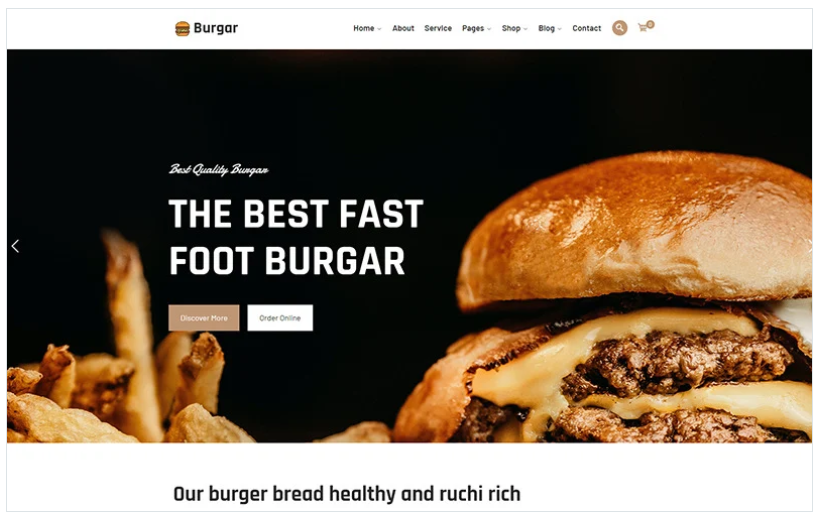 Burgar
Home About Service Pages Shop Blog Contact 0
Best Quality Burgar
THE BEST FAST
FOOT BURGAR
Discover More Order Online
Our burger bread healthy and ruchi rich